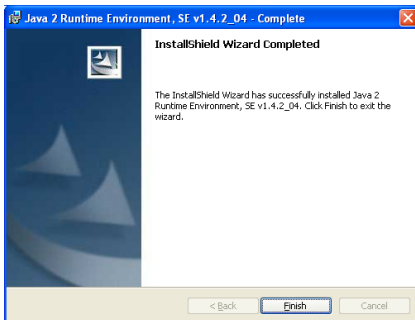 Java 2 Runtime Environment, SE v1.4.2_04 - Complete
InstallShield Wizard Completed
The InstallShield Wizard has successfully installed Java 2
Runtime Environment, SE v1.4.2_04. Click Finish to exit the
wizard.
< Back
Finish
Cancel